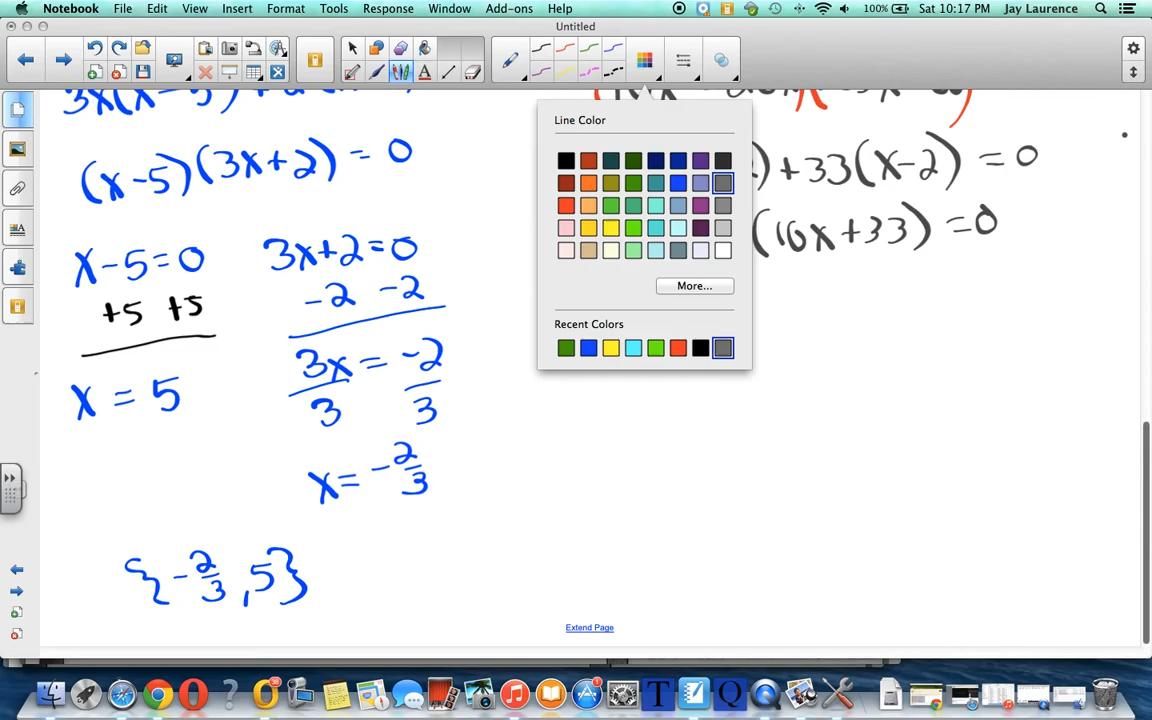 Notebook File Edit View Insert Format Tools Response Window Add-ons Help 100% Sat 10:17 PM Jay Laurence
Untitled
Line Color
More...
Recent Colors
(x-5)(3x+2) = 0
x-5=0
+5 +5
x = 5
3x+2=0
-2 -2
3x = -2
3 3
x= -2/3
{-2/3, 5}
)+33(x-2) =0
(16x+33) =0
Extend Page